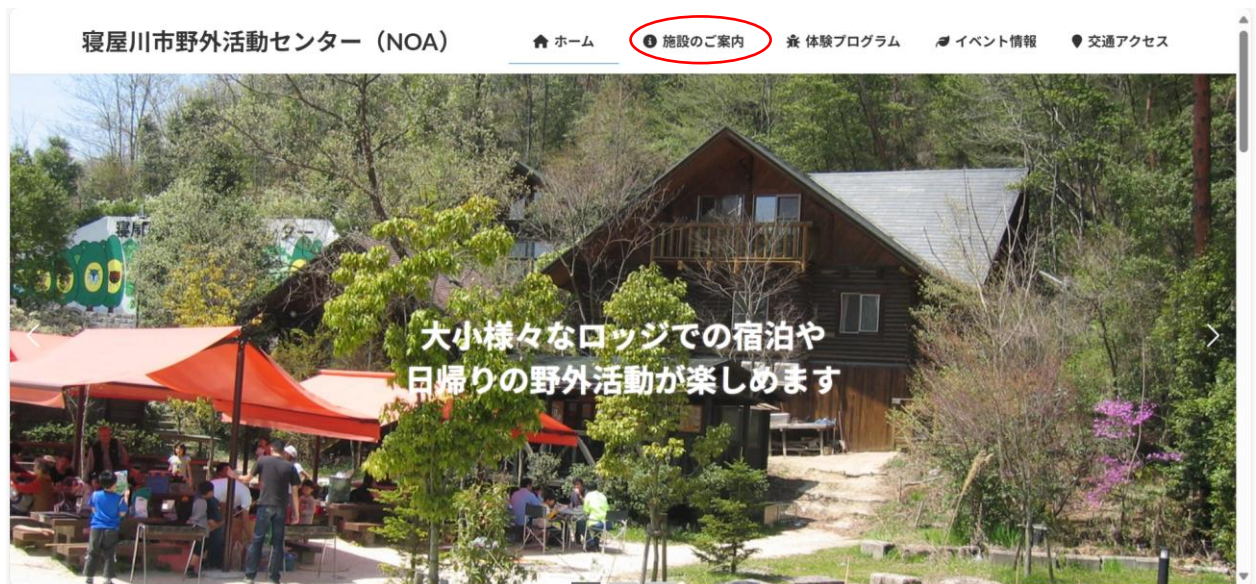 寝屋川市野外活動センター（NOA）
ホーム
施設のご案内
体験プログラム
イベント情報
交通アクセス
ター
大小様々なロッジでの宿泊や
日帰りの野外活動が楽しめます